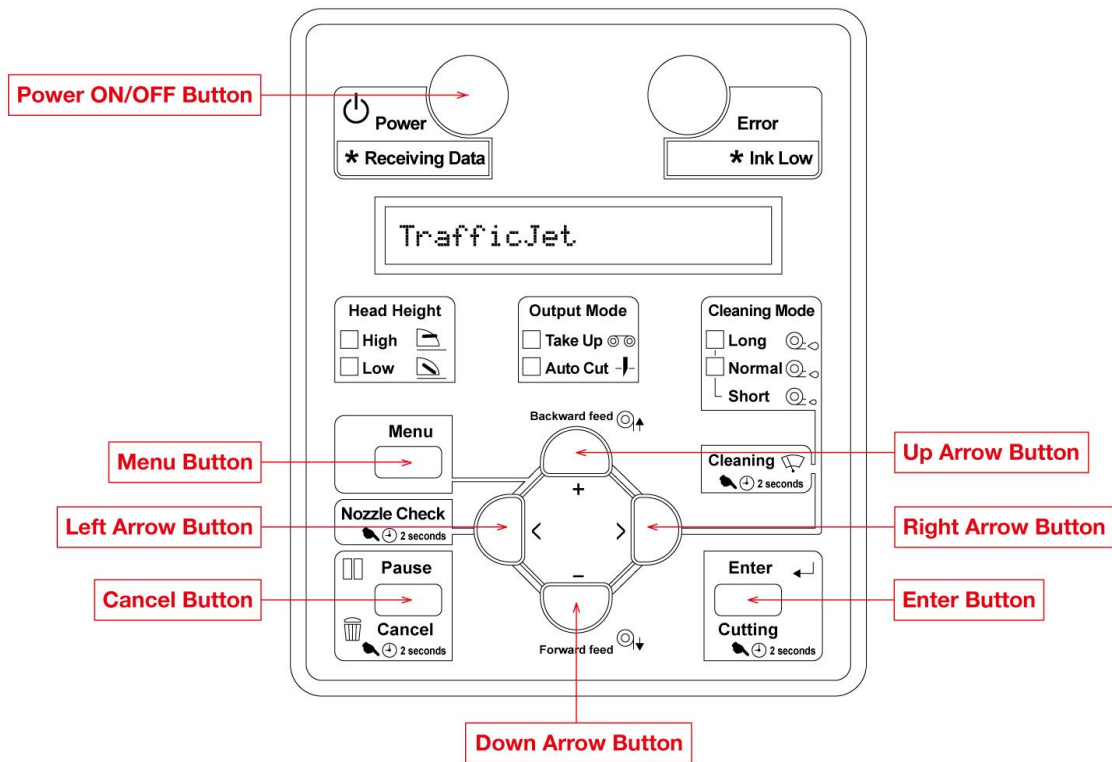 Power ON/OFF Button
Power
* Receiving Data
Error
* Ink Low
TrafficJet
Head Height
High
Low
Output Mode
Take Up
Auto Cut
Cleaning Mode
Long
Normal
Short
Backward feed
Menu
Menu Button
+
Up Arrow Button
Cleaning
2 seconds
Left Arrow Button
Nozzle Check
2 seconds
< >
Right Arrow Button
Pause
Cancel Button
Cancel
2 seconds
−
Forward feed
Enter
Enter Button
Cutting
2 seconds
Down Arrow Button